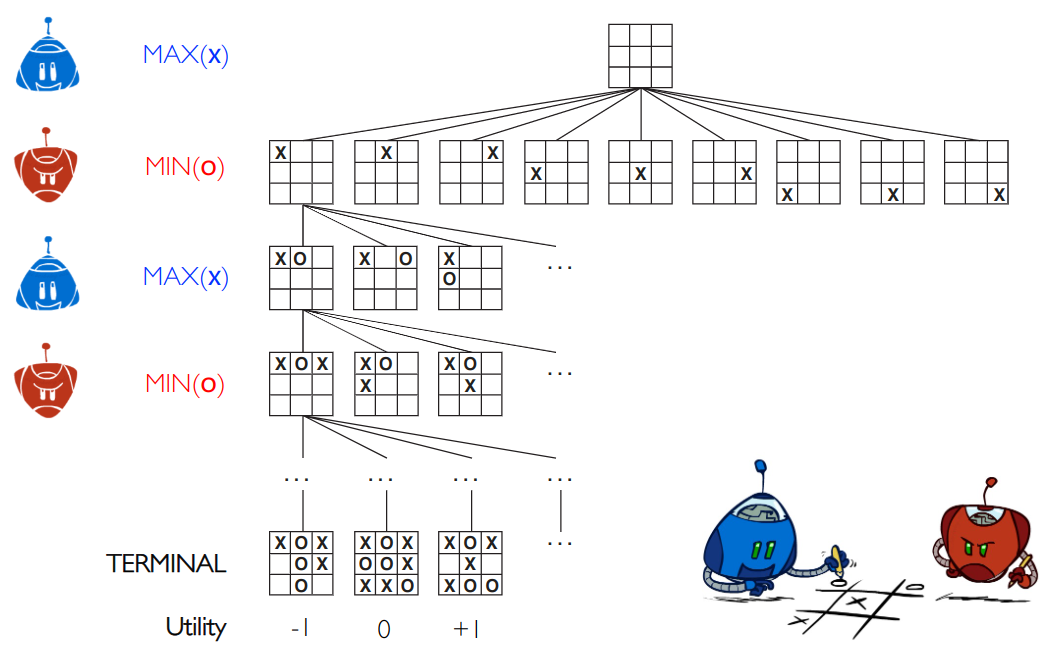 MAX(X)
X X X X X X X X X
MIN(O)
X O X O X
O
MAX(X)
...
X O X X O X O
X X
MIN(O)
...
... ... ... ...
X O X X O X X O X
TERMINAL
O X O O X X
...
O X X O X O O
Utility -1 0 +1
X
X